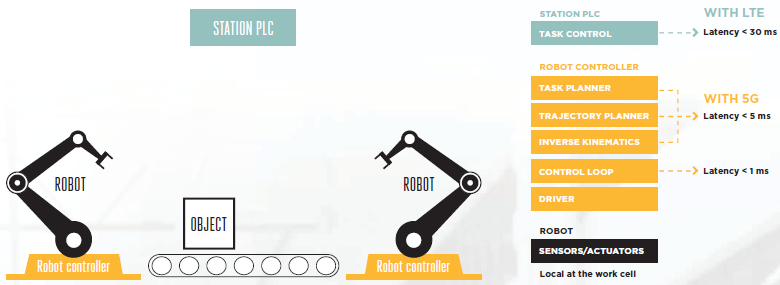 STATION PLC
ROBOT
ROBOT
OBJECT
Robot controller
Robot controller
STATION PLC
TASK CONTROL
WITH LTE
Latency < 30 ms
ROBOT CONTROLLER
TASK PLANNER
TRAJECTORY PLANNER
INVERSE KINEMATICS
CONTROL LOOP
DRIVER
WITH 5G
Latency < 5 ms
Latency < 1 ms
ROBOT
SENSORS/ACTUATORS
Local at the work cell